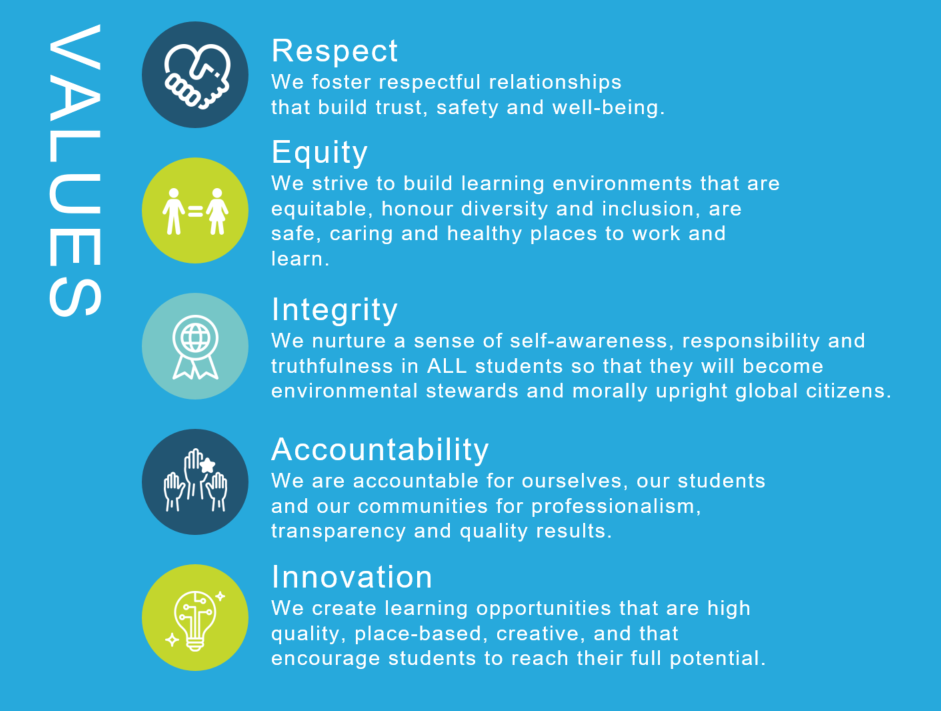 VALUES
Respect
We foster respectful relationships
that build trust, safety and well-being.
Equity
We strive to build learning environments that are
equitable, honour diversity and inclusion, are
safe, caring and healthy places to work and
learn.
Integrity
We nurture a sense of self-awareness, responsibility and
truthfulness in ALL students so that they will become
environmental stewards and morally upright global citizens.
Accountability
We are accountable for ourselves, our students
and our communities for professionalism,
transparency and quality results.
Innovation
We create learning opportunities that are high
quality, place-based, creative, and that
encourage students to reach their full potential.